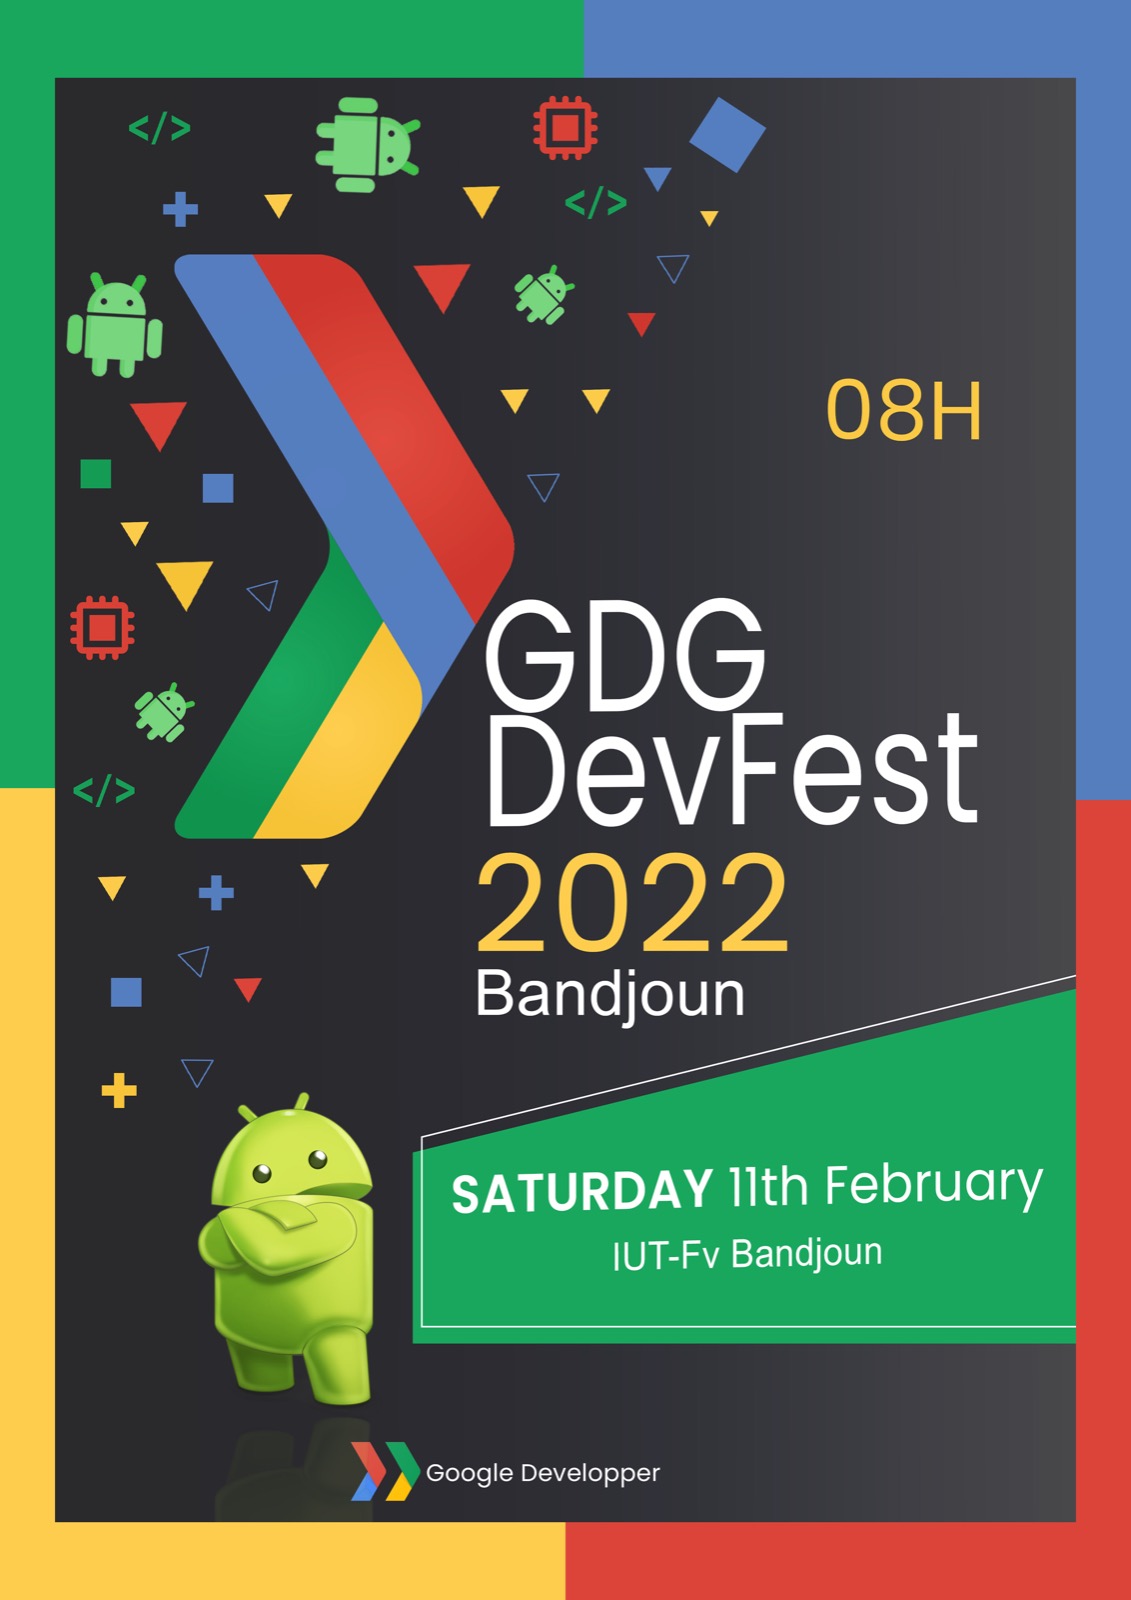 </>
</>
08H
GDG
DevFest
2022
Bandjoun
</>
SATURDAY 11th February
IUT-Fv Bandjoun
Google Developper